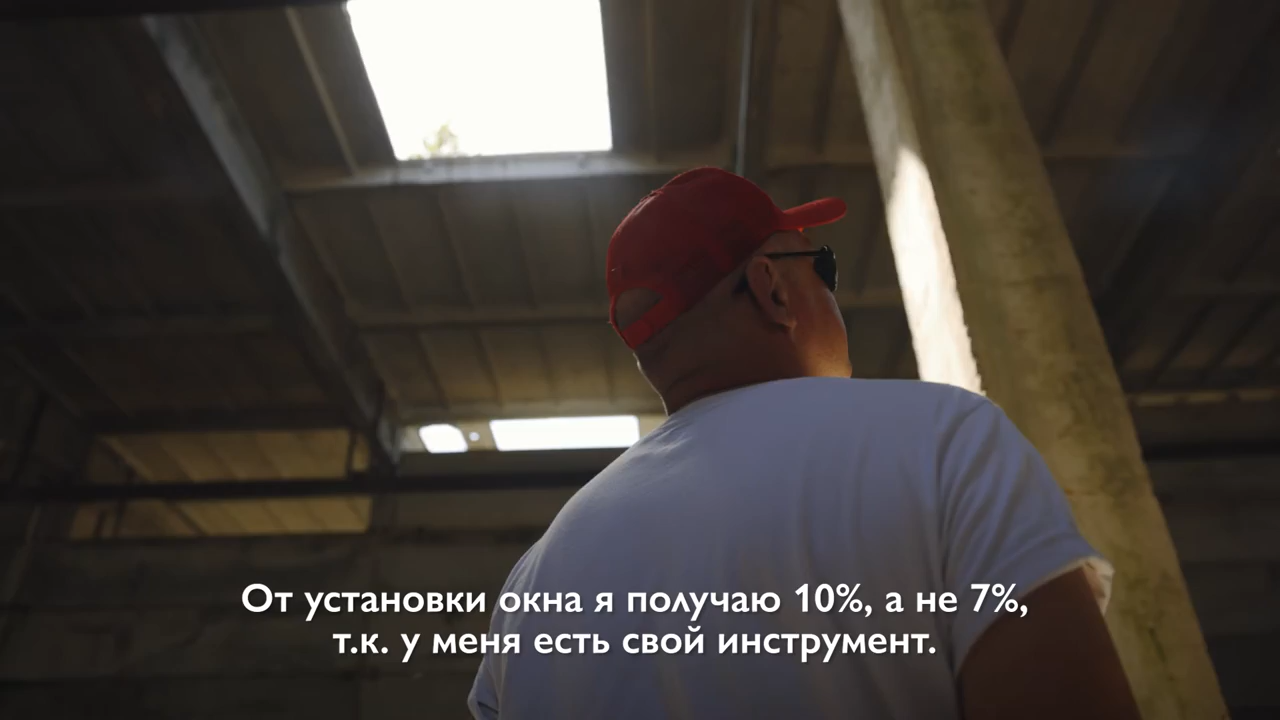 От установки окна я получаю 10%, а не 7%,
т.к. у меня есть свой инструмент.